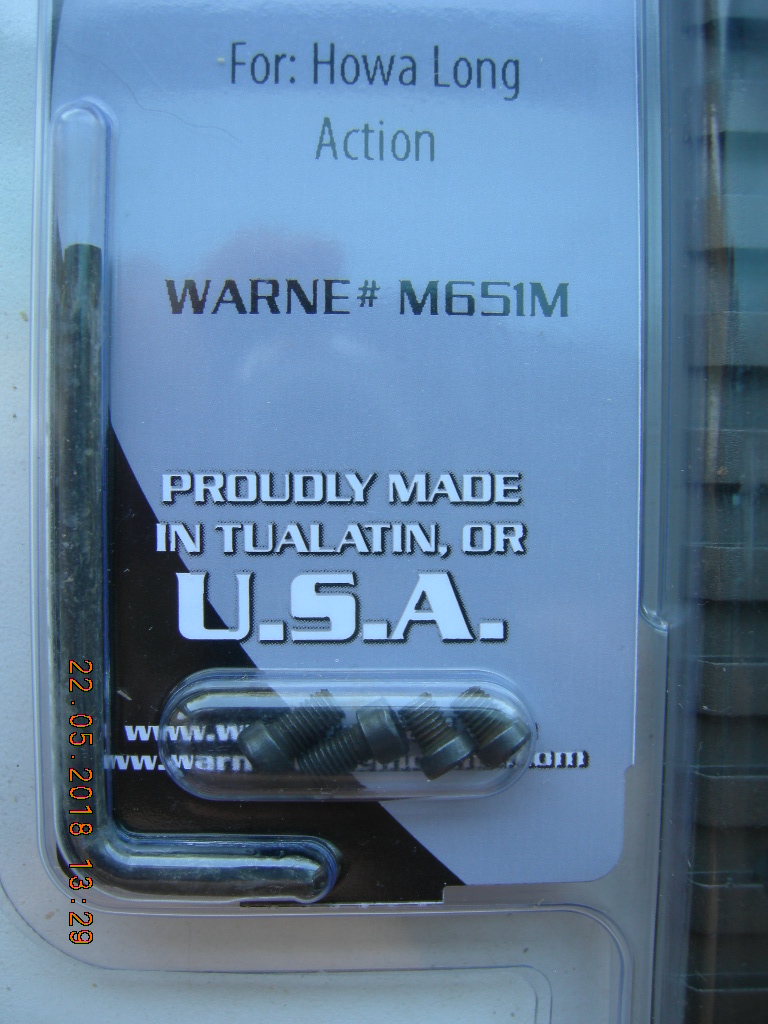 For: Howa Long
Action
WARNE# M651M
PROUDLY MADE
IN TUALATIN, OR
U.S.A.
22.05.2018 13:29